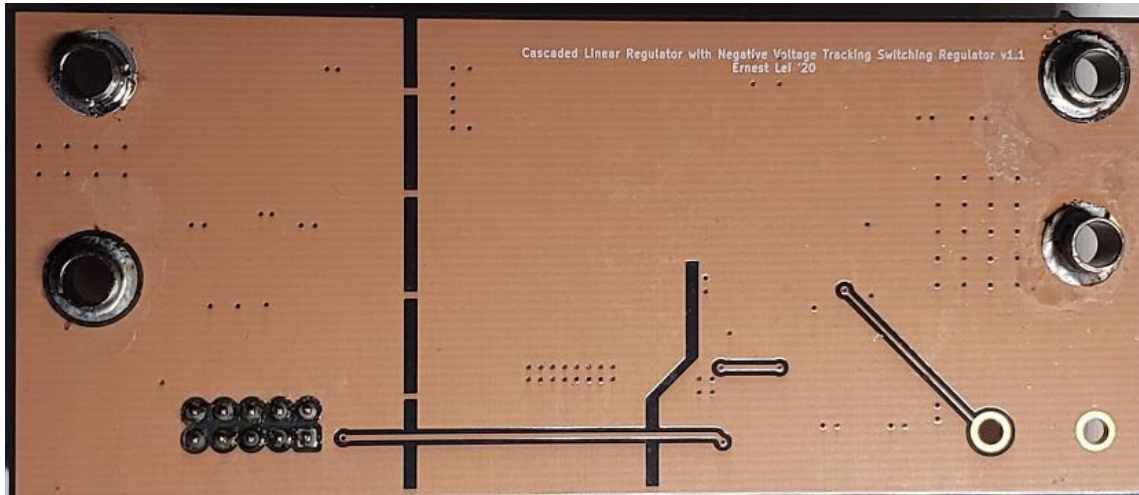 Cascaded Linear Regulator with Negative Voltage Tracking Switching Regulator v1.1
Ernest Lei '20